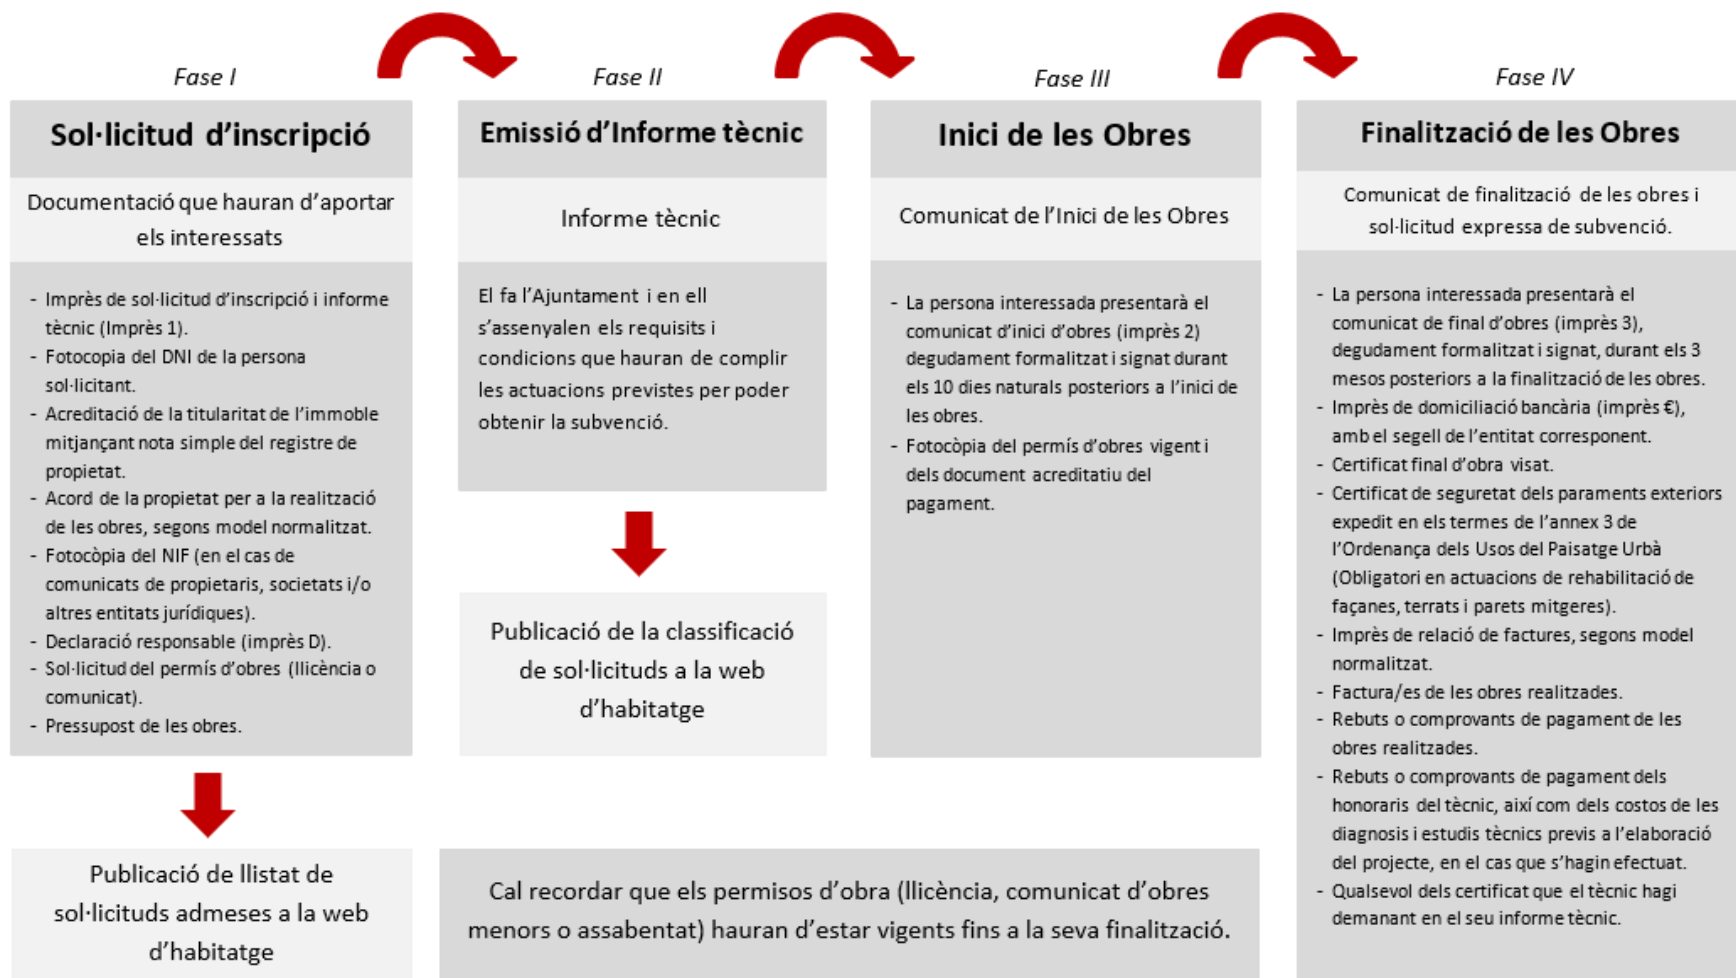 Fase I
Sol·licitud d’inscripció
Documentació que hauran d’aportar
els interessats
- Imprès de sol·licitud d’inscripció i informe
tècnic (Imprès 1).
- Fotocopia del DNI de la persona
sol·licitant.
- Acreditació de la titularitat de l’immoble
mitjançant nota simple del registre de
propietat.
- Acord de la propietat per a la realització
de les obres, segons model normalitzat.
- Fotocòpia del NIF (en el cas de
comunicats de propietaris, societats i/o
altres entitats jurídiques).
- Declaració responsable (imprès D).
- Sol·licitud del permís d’obres (llicència o
comunicat).
- Pressupost de les obres.
Publicació de llistat de
sol·licituds admeses a la web
d’habitatge
Fase II
Emissió d’Informe tècnic
Informe tècnic
El fa l’Ajuntament i en ell
s’assenyalen els requisits i
condicions que hauran de complir
les actuacions previstes per poder
obtenir la subvenció.
Publicació de la classificació
de sol·licituds a la web
d’habitatge
Fase III
Inici de les Obres
Comunicat de l’Inici de les Obres
- La persona interessada presentarà el
comunicat d’inici d’obres (imprès 2)
degudament formalitzat i signat durant
els 10 dies naturals posteriors a l’inici de
les obres.
- Fotocòpia del permís d’obres vigent i
dels document acreditatiu del
pagament.
Cal recordar que els permisos d’obra (llicència, comunicat d’obres
menors o assabentat) hauran d’estar vigents fins a la seva finalització.
Fase IV
Finalització de les Obres
Comunicat de finalització de les obres i
sol·licitud expressa de subvenció.
- La persona interessada presentarà el
comunicat de final d’obres (imprès 3),
degudament formalitzat i signat, durant els 3
mesos posteriors a la finalització de les obres.
- Imprès de domiciliació bancària (imprès €),
amb el segell de l’entitat corresponent.
- Certificat final d’obra visat.
- Certificat de seguretat dels paraments exteriors
expedit en els termes de l’annex 3 de
l’Ordenança dels Usos del Paisatge Urbà
(Obligatori en actuacions de rehabilitació de
façanes, terrats i parets mitgeres).
- Imprès de relació de factures, segons model
normalitzat.
- Factura/es de les obres realitzades.
- Rebuts o comprovants de pagament de les
obres realitzades.
- Rebuts o comprovants de pagament dels
honoraris del tècnic, així com dels costos de les
diagnosis i estudis tècnics previs a l’elaboració
del projecte, en el cas que s’hagin efectuat.
- Qualsevol dels certificat que el tècnic hagi
demanant en el seu informe tècnic.